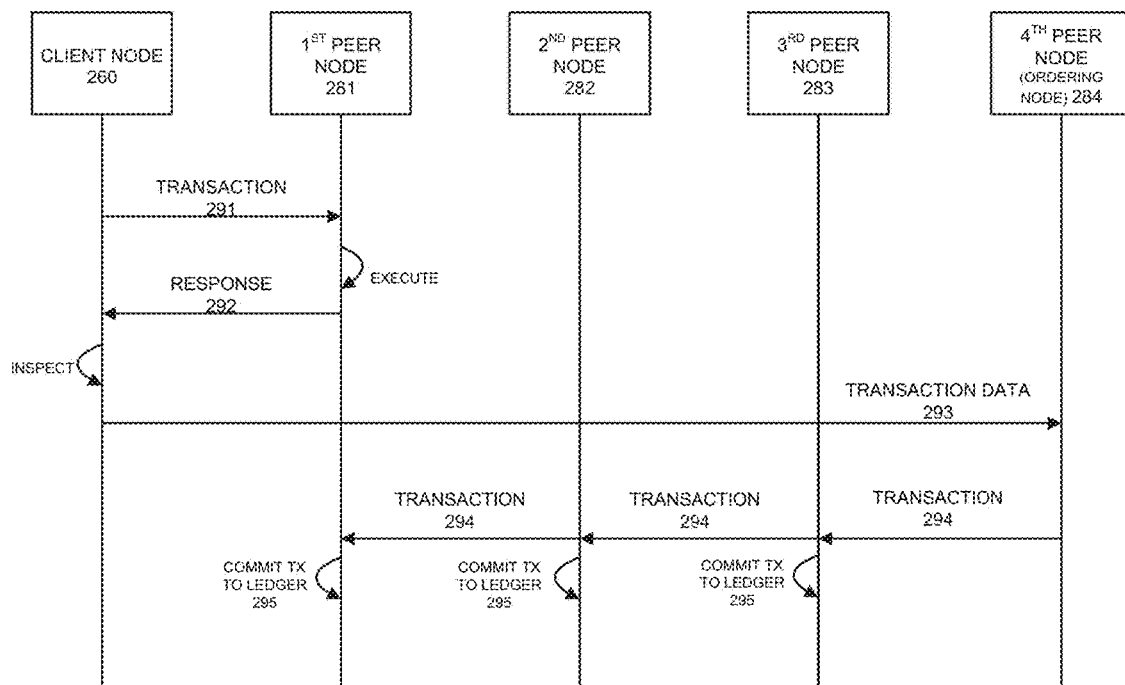 CLIENT NODE
260
1ST PEER
NODE
281
2ND PEER
NODE
282
3RD PEER
NODE
283
4TH PEER
NODE
(ORDERING
NODE) 284
TRANSACTION
291
EXECUTE
RESPONSE
292
INSPECT
TRANSACTION DATA
293
TRANSACTION
294
TRANSACTION
294
TRANSACTION
294
COMMIT TX
TO LEDGER
295
COMMIT TX
TO LEDGER
295
COMMIT TX
TO LEDGER
295